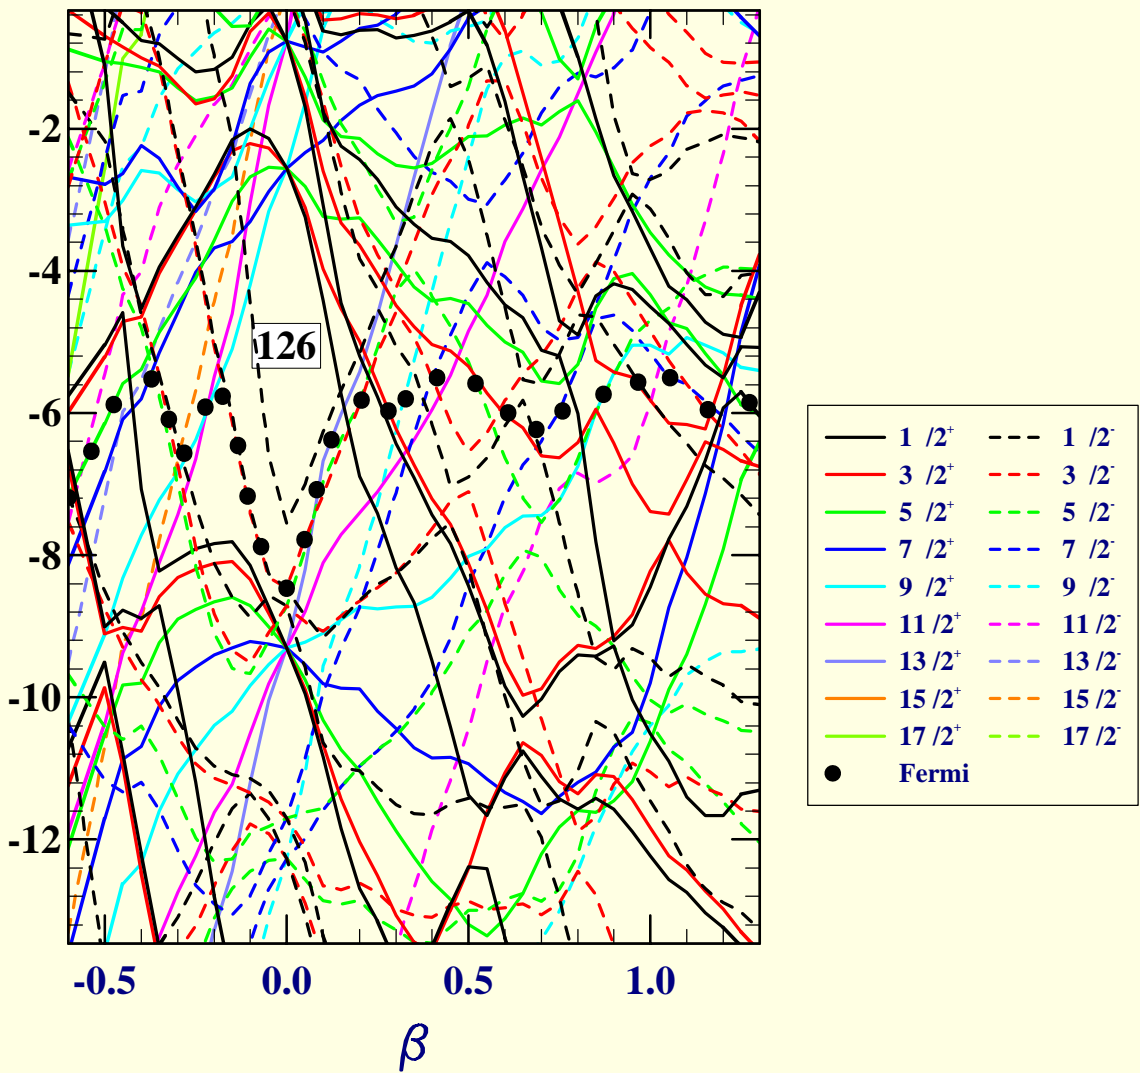 -2
-4
-6
-8
-10
-12
126
-0.5 0.0 0.5 1.0
β
1 /2+ 1 /2-
3 /2+ 3 /2-
5 /2+ 5 /2-
7 /2+ 7 /2-
9 /2+ 9 /2-
11 /2+ 11 /2-
13 /2+ 13 /2-
15 /2+ 15 /2-
17 /2+ 17 /2-
Fermi